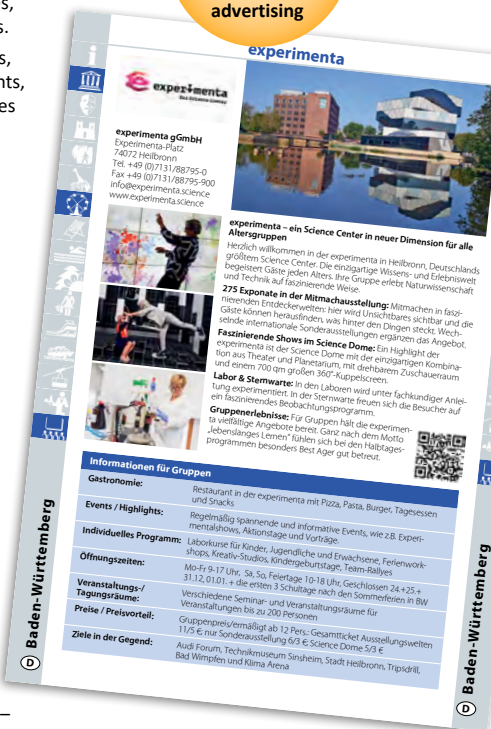 es,
s.
s,
nts,
es
advertising
experimenta
experimenta
DAS SCIENCE CENTER
experimenta gGmbH
Experimenta-Platz
74072 Heilbronn
Tel. +49 (0)7131/88795-0
Fax +49 (0)7131/88795-900
info@experimenta.science
www.experimenta.science
experimenta – ein Science Center in neuer Dimension für alle
Altersgruppen
Herzlich willkommen in der experimenta in Heilbronn, Deutschlands
größtem Science Center. Die einzigartige Wissens- und Erlebniswelt
begeistert Gäste jeden Alters. Ihre Gruppe erlebt Naturwissenschaft
und Technik auf faszinierende Weise.
275 Exponate in der Mitmachausstellung: Mitmachen in faszi-
nierenden Entdeckerwelten: hier wird Unsichtbares sichtbar und die
Gäste können herausfinden, was hinter den Dingen steckt. Wech-
selnde internationale Sonderausstellungen ergänzen das Angebot.
Faszinierende Shows im Science Dome: Ein Highlight der
experimenta ist der Science Dome mit der einzigartigen Kombina-
tion aus Theater und Planetarium, mit drehbarem Zuschauerraum
und einem 700 qm großen 360°-Kuppelscreen.
Labor & Sternwarte: In den Laboren wird unter fachkundiger Anlei-
tung experimentiert. In der Sternwarte freuen sich die Besucher auf
ein faszinierendes Beobachtungsprogramm.
Gruppenerlebnisse: Für Gruppen hält die experimen-
ta vielfältige Angebote bereit. Ganz nach dem Motto
„lebenslanges Lernen" fühlen sich bei den Halbtages-
programmen besonders Best Ager gut betreut.
Informationen für Gruppen
Gastronomie:
Restaurant in der experimenta mit Pizza, Pasta, Burger, Tagesessen
und Snacks
Events / Highlights:
Regelmäßig spannende und informative Events, wie z.B. Experi-
mentalshows, Aktionstage und Vorträge.
Individuelles Programm:
Laborkurse für Kinder, Jugendliche und Erwachsene, Ferienwork-
shops, Kreativ-Studios, Kindergeburtstage, Team-Rallyes
Öffnungszeiten:
Mo-Fr 9-17 Uhr, Sa, So, Feiertage 10-18 Uhr, Geschlossen 24.+25.+
31.12, 01.01. + die ersten 3 Schultage nach den Sommerferien in BW
Veranstaltungs-/
Tagungsräume:
Verschiedene Seminar- und Veranstaltungsräume für
Veranstaltungen bis zu 200 Personen
Preise / Preisvorteil:
Gruppenpreis/ermäßigt ab 12 Pers.: Gesamtticket Ausstellungswelten
11/5 € nur Sonderausstellung 6/3 € Science Dome 5/3 €
Ziele in der Gegend:
Audi Forum, Technikmuseum Sinsheim, Stadt Heilbronn, Tripsdrill,
Bad Wimpfen und Klima Arena
Baden-Württemberg
D
Baden-Württemberg
D